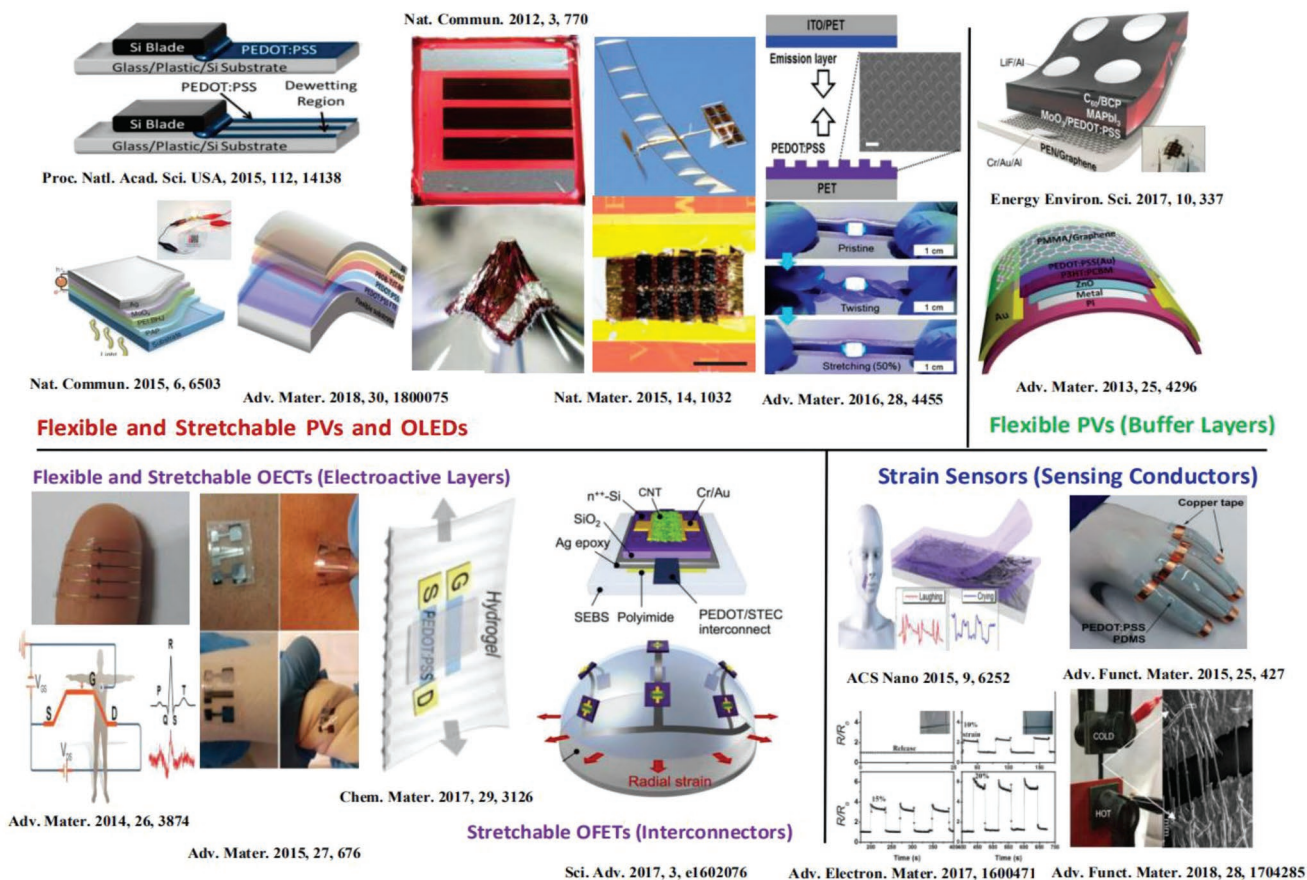 Si Blade
PEDOT:PSS
Glass/Plastic/Si Substrate
PEDOT:PSS
Dewetting
Region
Si Blade
Glass/Plastic/Si Substrate
Proc. Natl. Acad. Sci. USA, 2015, 112, 14138
Nat. Commun. 2015, 6, 6503
Adv. Mater. 2018, 30, 1800075
Nat. Commun. 2012, 3, 770
Nat. Mater. 2015, 14, 1032
ITO/PET
Emission layer
PEDOT:PSS
PET
Pristine
1 cm
Twisting
1 cm
Stretching (50%)
1 cm
Adv. Mater. 2016, 28, 4455
Flexible and Stretchable PVs and OLEDs
LiF/Al
C60/BCP
MAPbI3
MoO3/PEDOT:PSS
Cr/Au/Al
PEN/Graphene
Energy Environ. Sci. 2017, 10, 337
PMMA/Graphene
PEDOT:PSS(Au)
P3HT:PCBM
ZnO
Metal
PI
Au
Adv. Mater. 2013, 25, 4296
Flexible PVs (Buffer Layers)
Flexible and Stretchable OECTs (Electroactive Layers)
G
S
D
P
R
T
Q
S
Adv. Mater. 2014, 26, 3874
Adv. Mater. 2015, 27, 676
G
S
PEDOT:PSS
D
Hydrogel
Chem. Mater. 2017, 29, 3126
n++-Si
CNT
Cr/Au
SiO2
Ag epoxy
SEBS
Polyimide
PEDOT/STEC
interconnect
Radial strain
Stretchable OFETs (Interconnectors)
Sci. Adv. 2017, 3, e1602076
Strain Sensors (Sensing Conductors)
Laughing
Crying
ACS Nano 2015, 9, 6252
Copper tape
PEDOT:PSS
PDMS
Adv. Funct. Mater. 2015, 25, 427
R/Ro
Release
10%
strain
R/Ro
15%
20%
Time (s)
Time (s)
Adv. Electron. Mater. 2017, 1600471
COLD
HOT
Adv. Funct. Mater. 2018, 28, 1704285